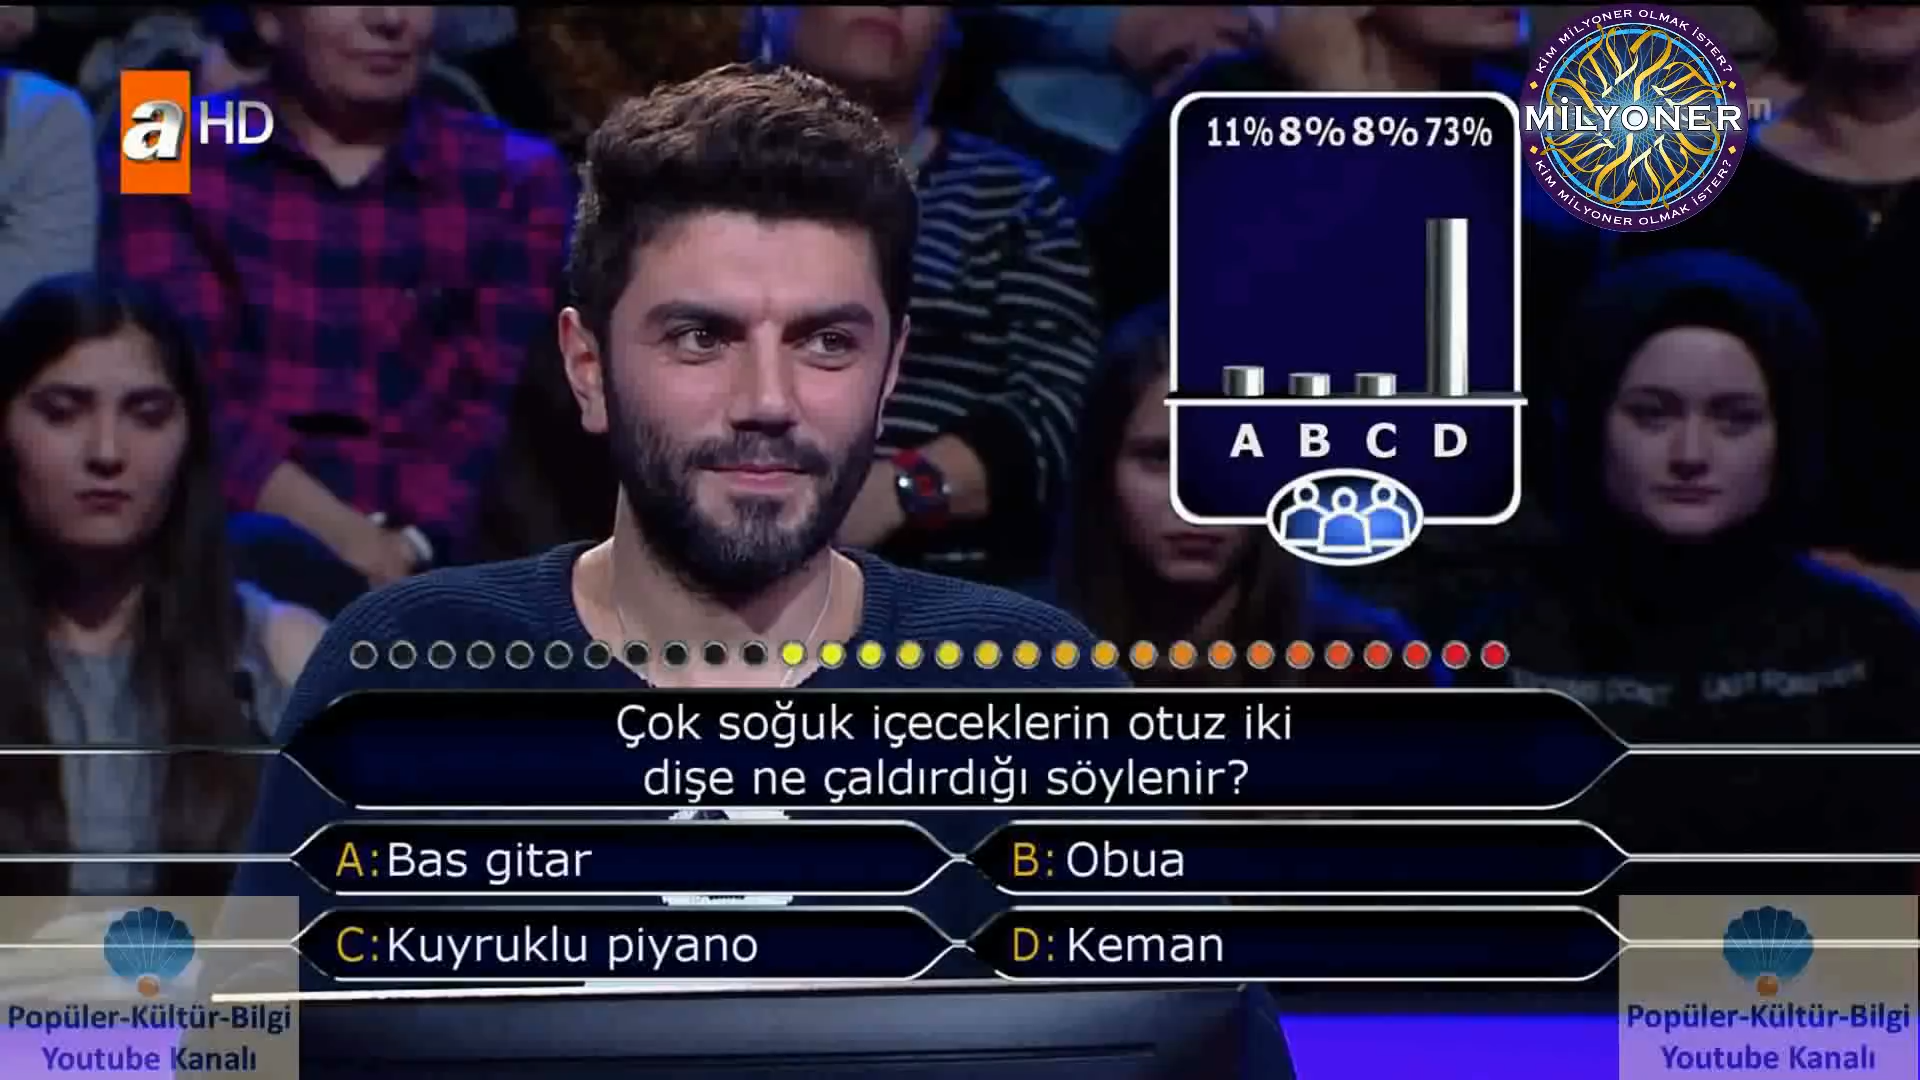 a HD
KİM MİLYONER OLMAK İSTER?
MİLYONER
KİM MİLYONER OLMAK İSTER?
11% 8% 8% 73%
A B C D
Çok soğuk içeceklerin otuz iki
dişe ne çaldırdığı söylenir?
A: Bas gitar
B: Obua
C: Kuyruklu piyano
D: Keman
Popüler-Kültür-Bilgi
Youtube Kanalı
Popüler-Kültür-Bilgi
Youtube Kanalı